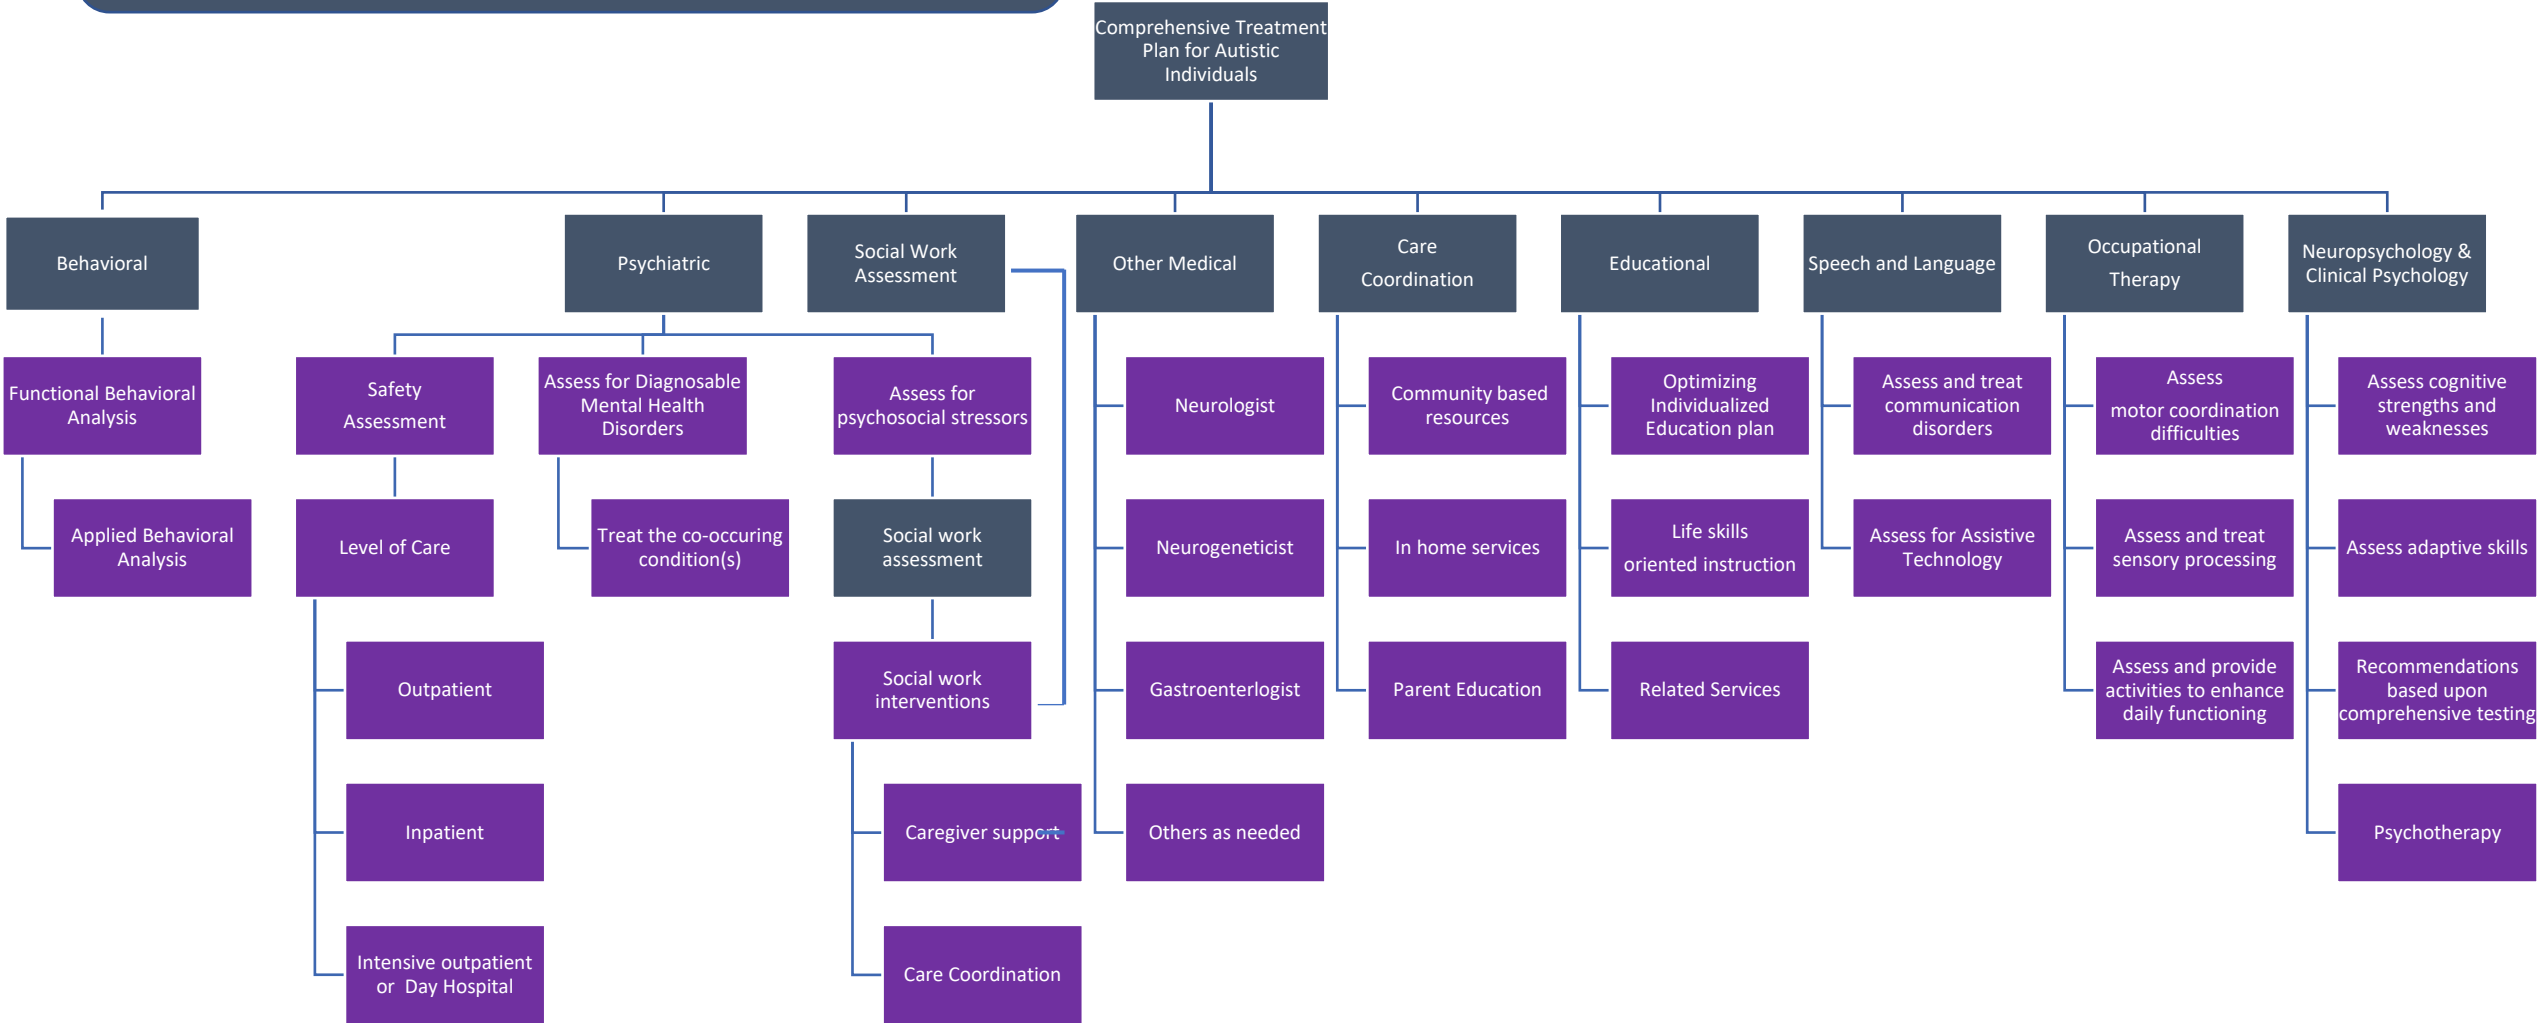 Comprehensive Treatment
Plan for Autistic
Individuals
Behavioral
Psychiatric
Social Work
Assessment
Other Medical
Care
Coordination
Educational
Speech and Language
Occupational
Therapy
Neuropsychology &
Clinical Psychology
Functional Behavioral
Analysis
Safety
Assessment
Assess for Diagnosable
Mental Health
Disorders
Assess for
psychosocial stressors
Neurologist
Community based
resources
Optimizing
Individualized
Education plan
Assess and treat
communication
disorders
Assess
motor coordination
difficulties
Assess cognitive
strengths and
weaknesses
Applied Behavioral
Analysis
Level of Care
Treat the co-occuring
condition(s)
Social work
assessment
Neurogeneticist
In home services
Life skills
oriented instruction
Assess for Assistive
Technology
Assess and treat
sensory processing
Assess adaptive skills
Outpatient
Social work
interventions
Gastroenterlogist
Parent Education
Related Services
Assess and provide
activities to enhance
daily functioning
Recommendations
based upon
comprehensive testing
Inpatient
Caregiver support
Others as needed
Psychotherapy
Intensive outpatient
or Day Hospital
Care Coordination